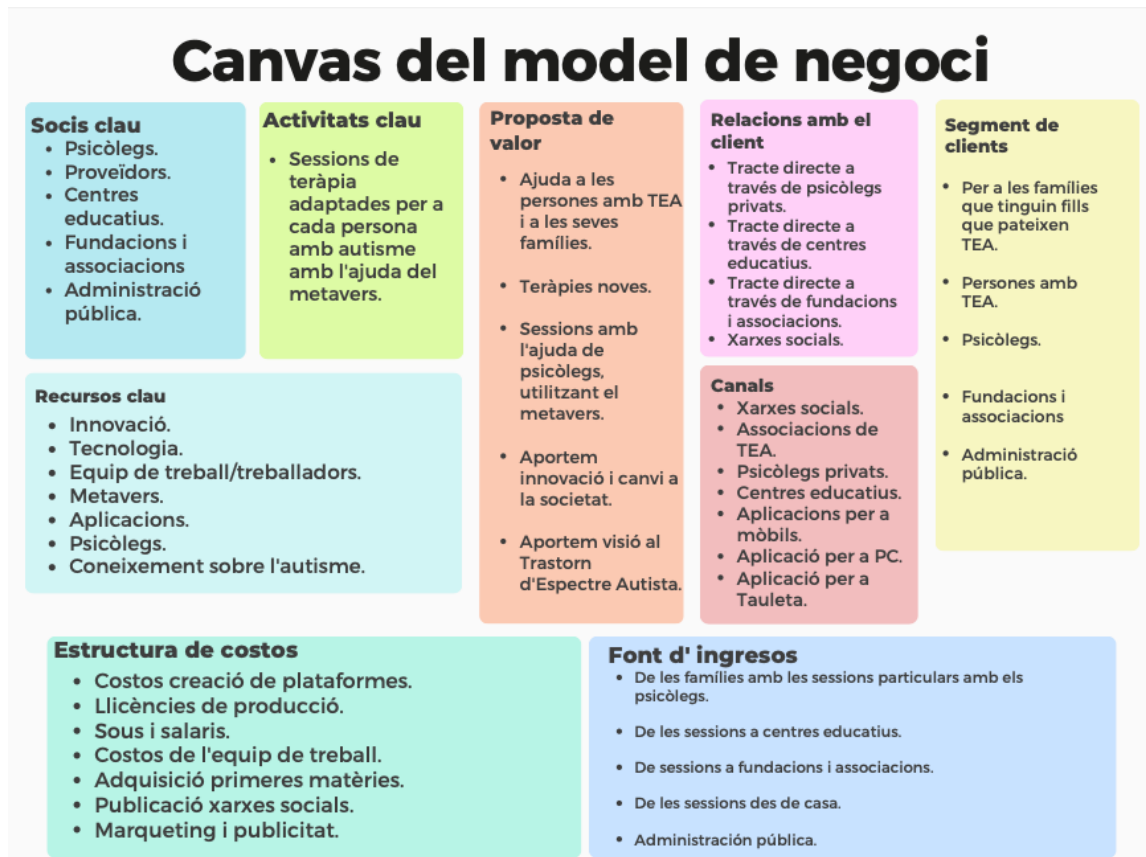 Canvas del model de negoci
Socis clau
• Psicòlegs.
• Proveïdors.
• Centres
educatius.
• Fundacions i
associacions
• Administració
pública.
Activitats clau
• Sessions de
teràpia
adaptades per a
cada persona
amb autisme
amb l'ajuda del
metavers.
Proposta de
valor
• Ajuda a les
persones amb TEA
i a les seves
famílies.
• Teràpies noves.
• Sessions amb
l'ajuda de
psicòlegs,
utilitzant el
metavers.
• Aportem
innovació i canvi a
la societat.
• Aportem visió al
Trastorn
d'Espectre Autista.
Relacions amb el
client
• Tracte directe a
través de psicòlegs
privats.
• Tracte directe a
través de centres
educatius.
• Tracte directe a
través de fundacions
i associacions.
• Xarxes socials.
Segment de
clients
• Per a les famílies
que tinguin fills
que pateixen
TEA.
• Persones amb
TEA.
• Psicòlegs.
• Fundacions i
associacions
• Administració
pública.
Recursos clau
• Innovació.
• Tecnologia.
• Equip de treball/treballadors.
• Metavers.
• Aplicacions.
• Psicòlegs.
• Coneixement sobre l'autisme.
Canals
• Xarxes socials.
• Associacions de
TEA.
• Psicòlegs privats.
• Centres educatius.
• Aplicacions per a
mòbils.
• Aplicació per a PC.
• Aplicació per a
Tauleta.
Estructura de costos
• Costos creació de plataformes.
• Llicències de producció.
• Sous i salaris.
• Costos de l'equip de treball.
• Adquisició primeres matèries.
• Publicació xarxes socials.
• Marqueting i publicitat.
Font d' ingresos
• De les famílies amb les sessions particulars amb els
psicòlegs.
• De les sessions a centres educatius.
• De sessions a fundacions i associacions.
• De les sessions des de casa.
• Administración pública.